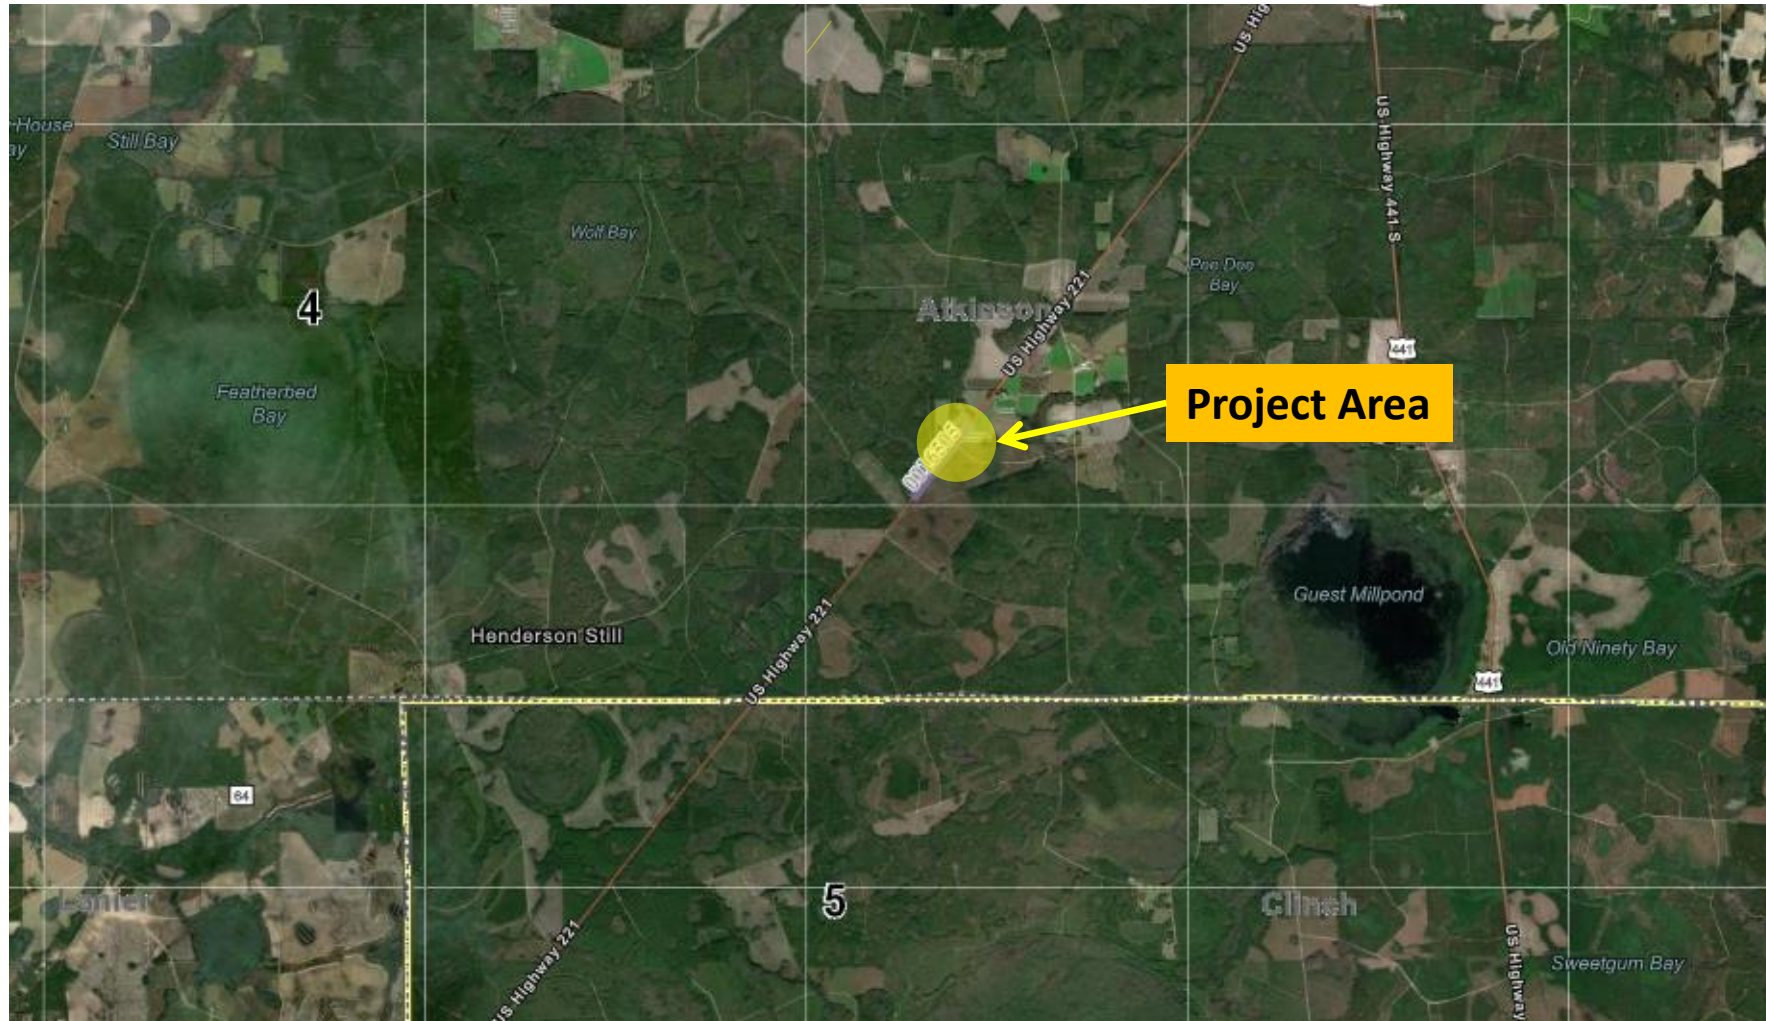 US Hig
House
ay
Still Bay
US Highway 441 S
Wolf Bay
Pee Dee
Bay
4
Atkinson
US Highway 221
441
Featherbed
Bay
Project Area
Guest Millpond
US Highway 221
Henderson Still
Old Ninety Bay
441
64
Lanier
5
Clinch
US Highway 221
US Highway
Sweetgum Bay